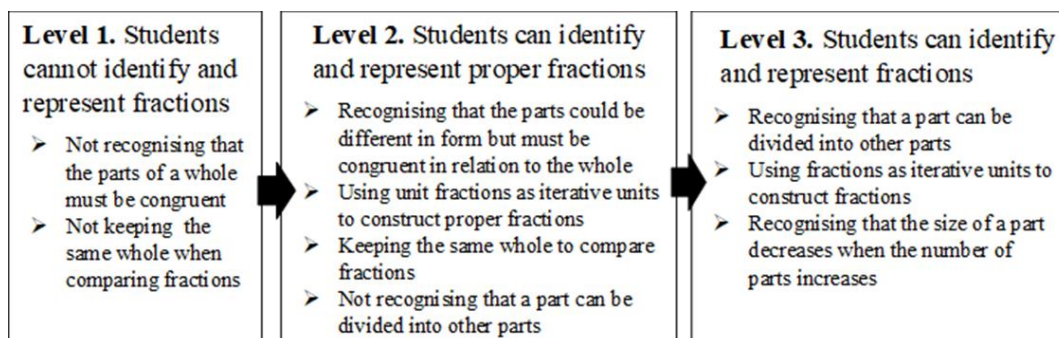 Level 1. Students
cannot identify and
represent fractions
➢ Not recognising that
the parts of a whole
must be congruent
➢ Not keeping the
same whole when
comparing fractions
Level 2. Students can identify
and represent proper fractions
➢ Recognising that the parts could be
different in form but must be
congruent in relation to the whole
➢ Using unit fractions as iterative units
to construct proper fractions
➢ Keeping the same whole to compare
fractions
➢ Not recognising that a part can be
divided into other parts
Level 3. Students can identify
and represent fractions
➢ Recognising that a part can be
divided into other parts
➢ Using fractions as iterative units to
construct fractions
➢ Recognising that the size of a part
decreases when the number of
parts increases